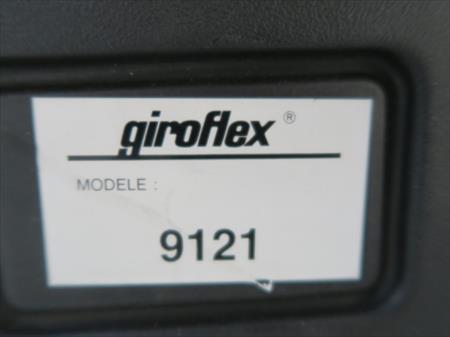 giroflex ®
MODELE :
9121